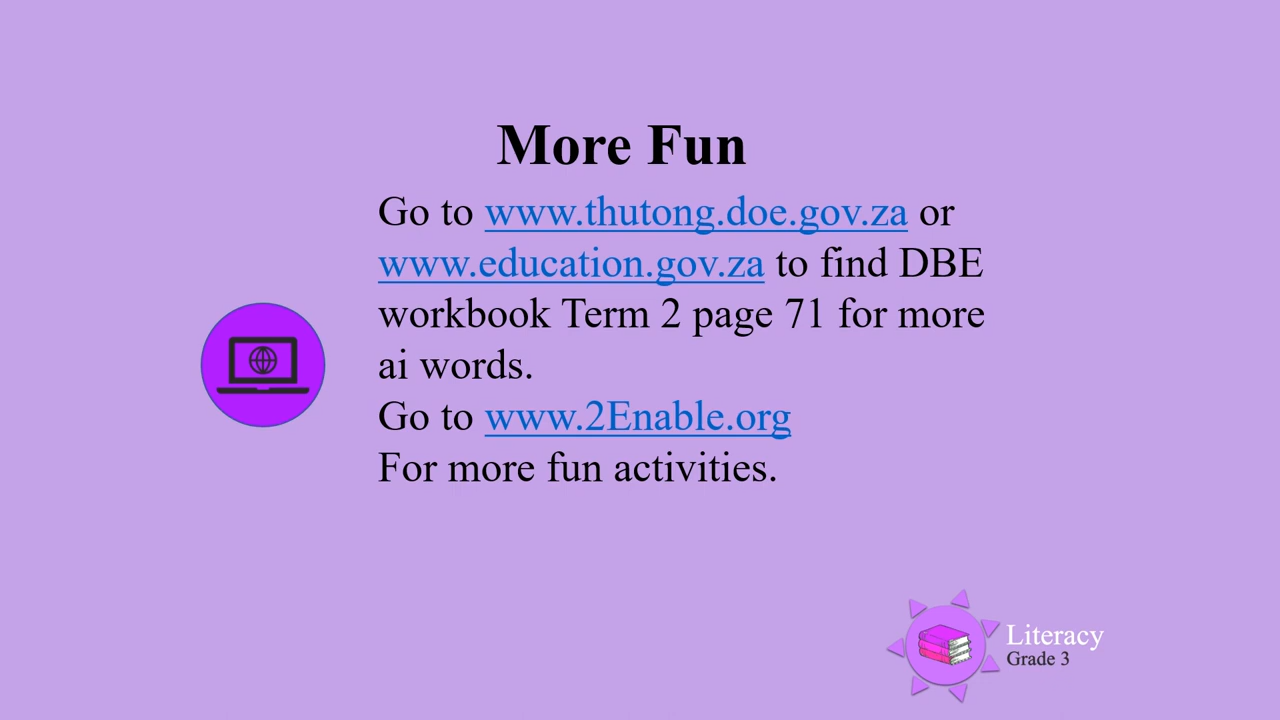 More Fun
Go to www.thutong.doe.gov.za or
www.education.gov.za to find DBE
workbook Term 2 page 71 for more
ai words.
Go to www.2Enable.org
For more fun activities.
Literacy
Grade 3